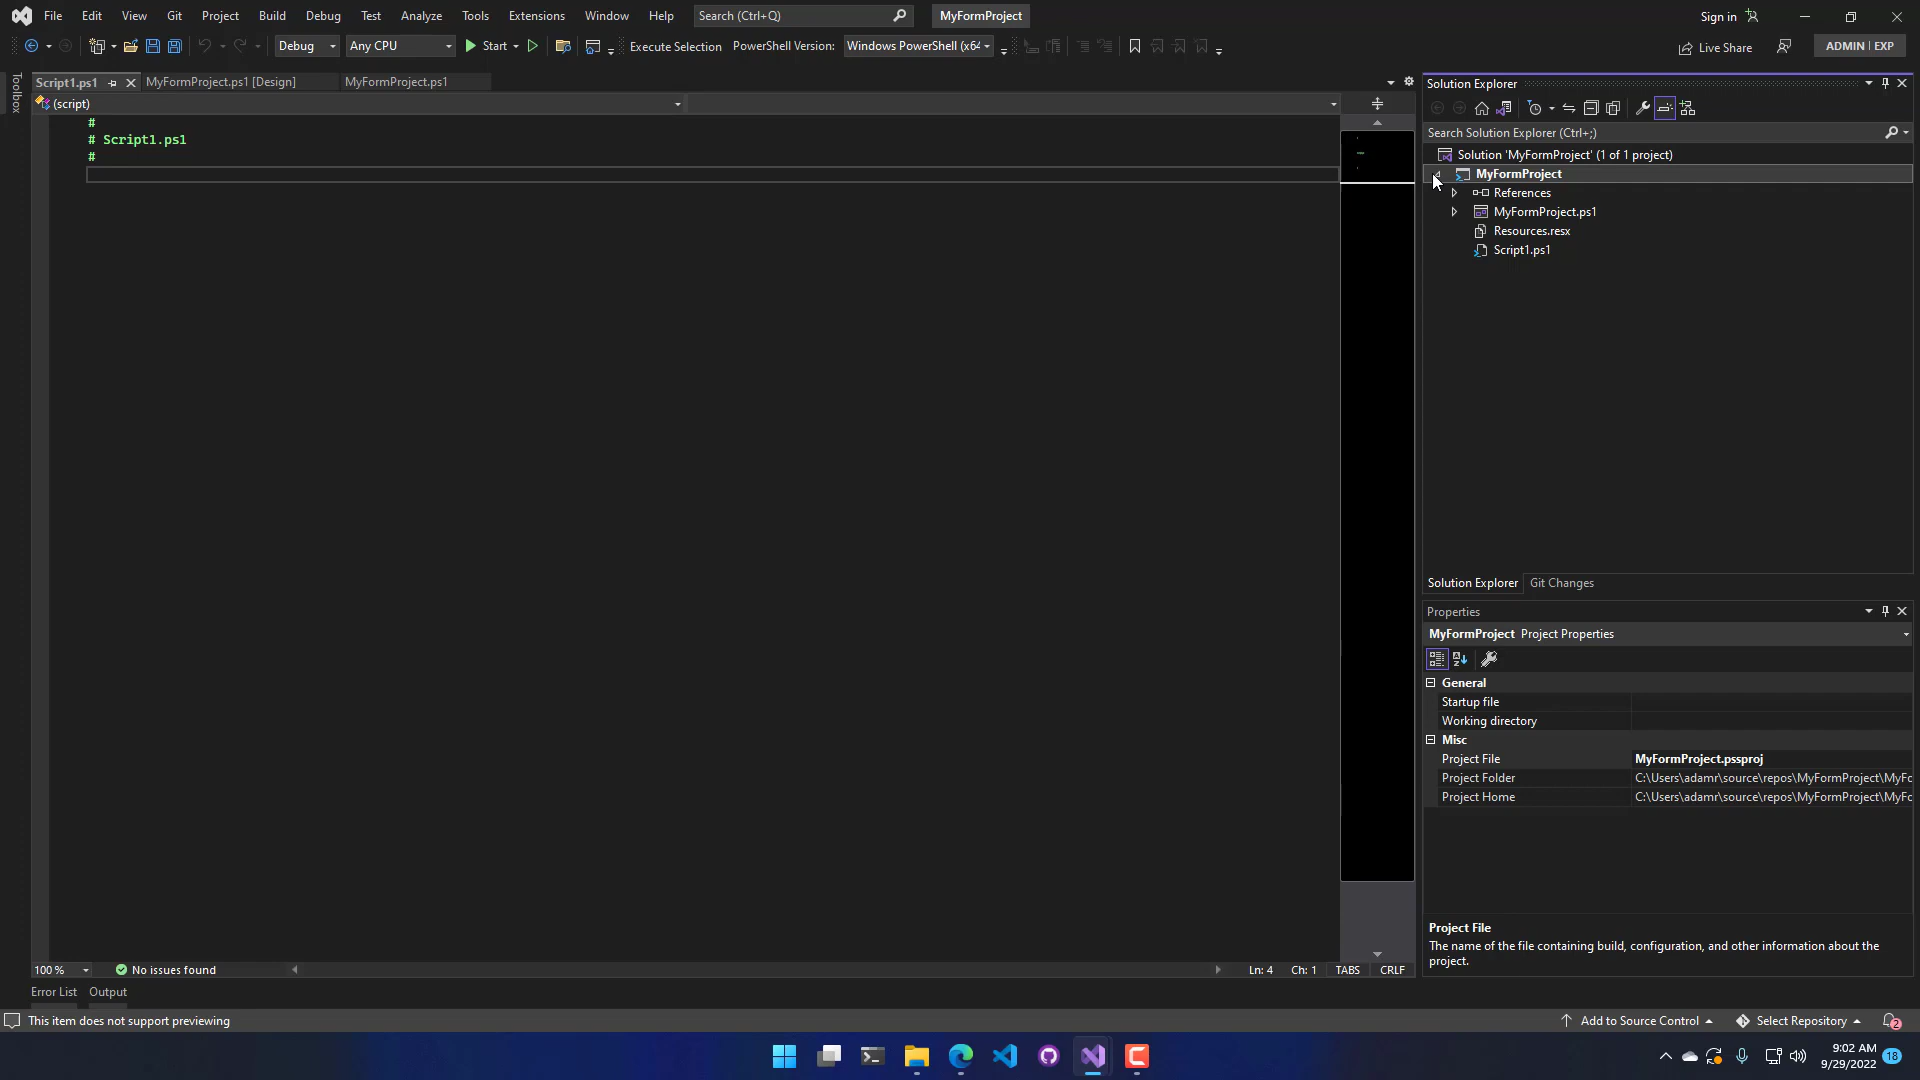 File Edit View Git Project Build Debug Test Analyze Tools Extensions Window Help Search (Ctrl+Q) MyFormProject Sign in
Debug Any CPU Start Execute Selection PowerShell Version: Windows PowerShell (x64 Live Share ADMIN | EXP
Toolbox
Script1.ps1 MyFormProject.ps1 [Design] MyFormProject.ps1
(script)
#
# Script1.ps1
#
Solution Explorer
Search Solution Explorer (Ctrl+;)
Solution 'MyFormProject' (1 of 1 project)
MyFormProject
References
MyFormProject.ps1
Resources.resx
Script1.ps1
Solution Explorer Git Changes
Properties
MyFormProject Project Properties
General
Startup file
Working directory
Misc
Project File MyFormProject.pssproj
Project Folder C:\Users\adamr\source\repos\MyFormProject\MyFo
Project Home C:\Users\adamr\source\repos\MyFormProject\MyFo
Project File
The name of the file containing build, configuration, and other information about the
project.
100 % No issues found Ln: 4 Ch: 1 TABS CRLF
Error List Output
This item does not support previewing Add to Source Control Select Repository 2
9:02 AM
9/29/2022 18